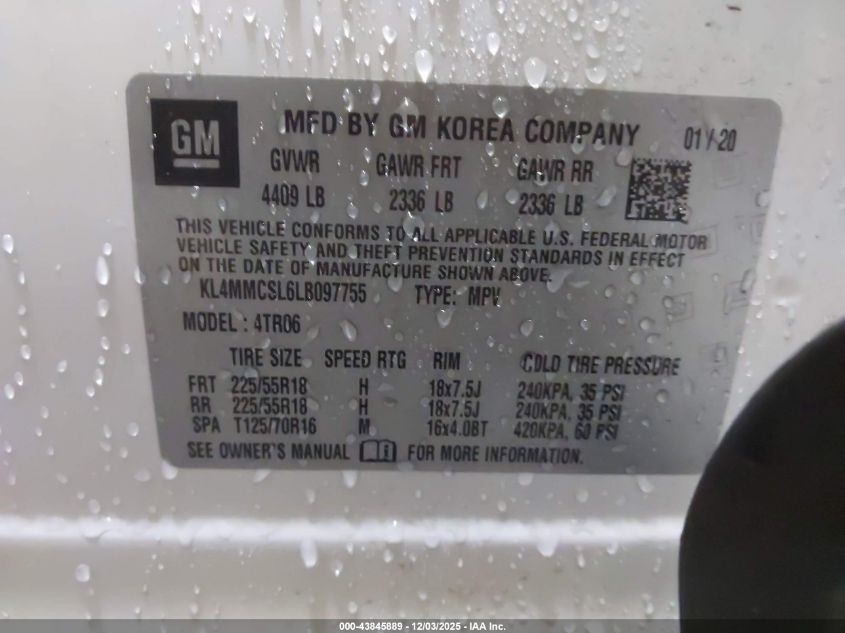 GM
MFD BY GM KOREA COMPANY 01/20
GVWR GAWR FRT GAWR RR
4409 LB 2336 LB 2336 LB
THIS VEHICLE CONFORMS TO ALL APPLICABLE U.S. FEDERAL MOTOR
VEHICLE SAFETY AND THEFT PREVENTION STANDARDS IN EFFECT
ON THE DATE OF MANUFACTURE SHOWN ABOVE.
KL4MMCSL6LB097755 TYPE: MPV
MODEL : 4TR06
TIRE SIZE SPEED RTG RIM COLD TIRE PRESSURE
FRT 225/55R18 H 18x7.5J 240KPA, 35 PSI
RR 225/55R18 H 18x7.5J 240KPA, 35 PSI
SPA T125/70R16 M 16x4.0BT 420KPA, 60 PSI
SEE OWNER'S MANUAL FOR MORE INFORMATION.
000-43845889 - 12/03/2025 - IAA Inc.